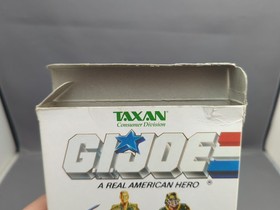 TAXAN
Consumer Division
G.I.JOE
A REAL AMERICAN HERO